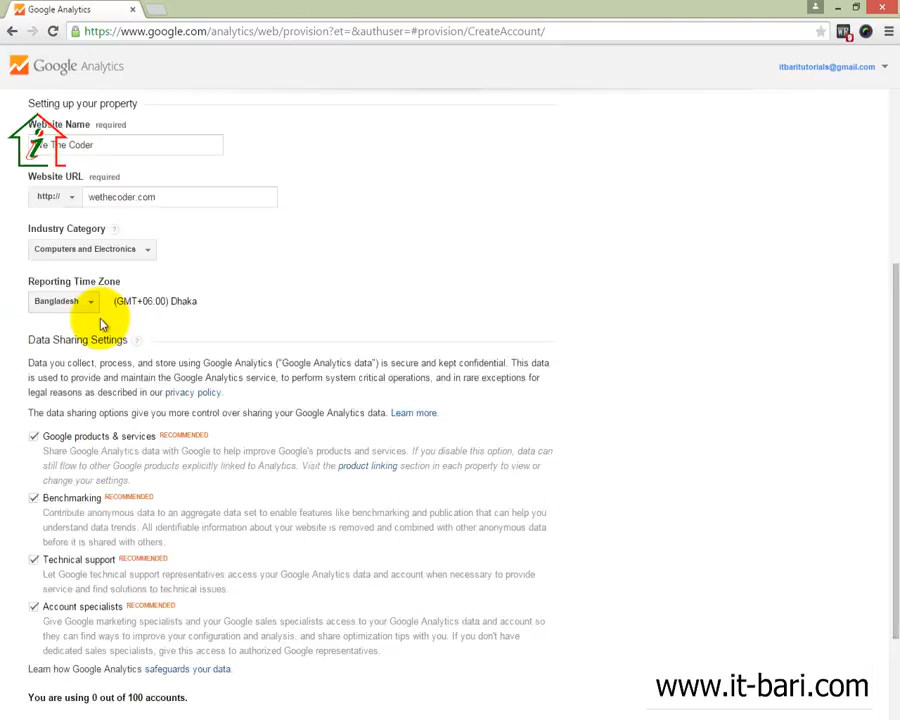 Google Analytics
https://www.google.com/analytics/web/provision?et=&authuser=#provision/CreateAccount/
Google Analytics
itbaritutorials@gmail.com
Setting up your property
Website Name required
The Coder
Website URL required
http:// wethecoder.com
Industry Category ?
Computers and Electronics
Reporting Time Zone
Bangladesh (GMT+06:00) Dhaka
Data Sharing Settings ?
Data you collect, process, and store using Google Analytics ("Google Analytics data") is secure and kept confidential. This data
is used to provide and maintain the Google Analytics service, to perform system critical operations, and in rare exceptions for
legal reasons as described in our privacy policy.
The data sharing options give you more control over sharing your Google Analytics data. Learn more.
Google products & services RECOMMENDED
Share Google Analytics data with Google to help improve Google's products and services. If you disable this option, data can
still flow to other Google products explicitly linked to Analytics. Visit the product linking section in each property to view or
change your settings.
Benchmarking RECOMMENDED
Contribute anonymous data to an aggregate data set to enable features like benchmarking and publication that can help you
understand data trends. All identifiable information about your website is removed and combined with other anonymous data
before it is shared with others.
Technical support RECOMMENDED
Let Google technical support representatives access your Google Analytics data and account when necessary to provide
service and find solutions to technical issues.
Account specialists RECOMMENDED
Give Google marketing specialists and your Google sales specialists access to your Google Analytics data and account so
they can find ways to improve your configuration and analysis, and share optimization tips with you. If you don't have
dedicated sales specialists, give this access to authorized Google representatives.
Learn how Google Analytics safeguards your data.
You are using 0 out of 100 accounts.
www.it-bari.com